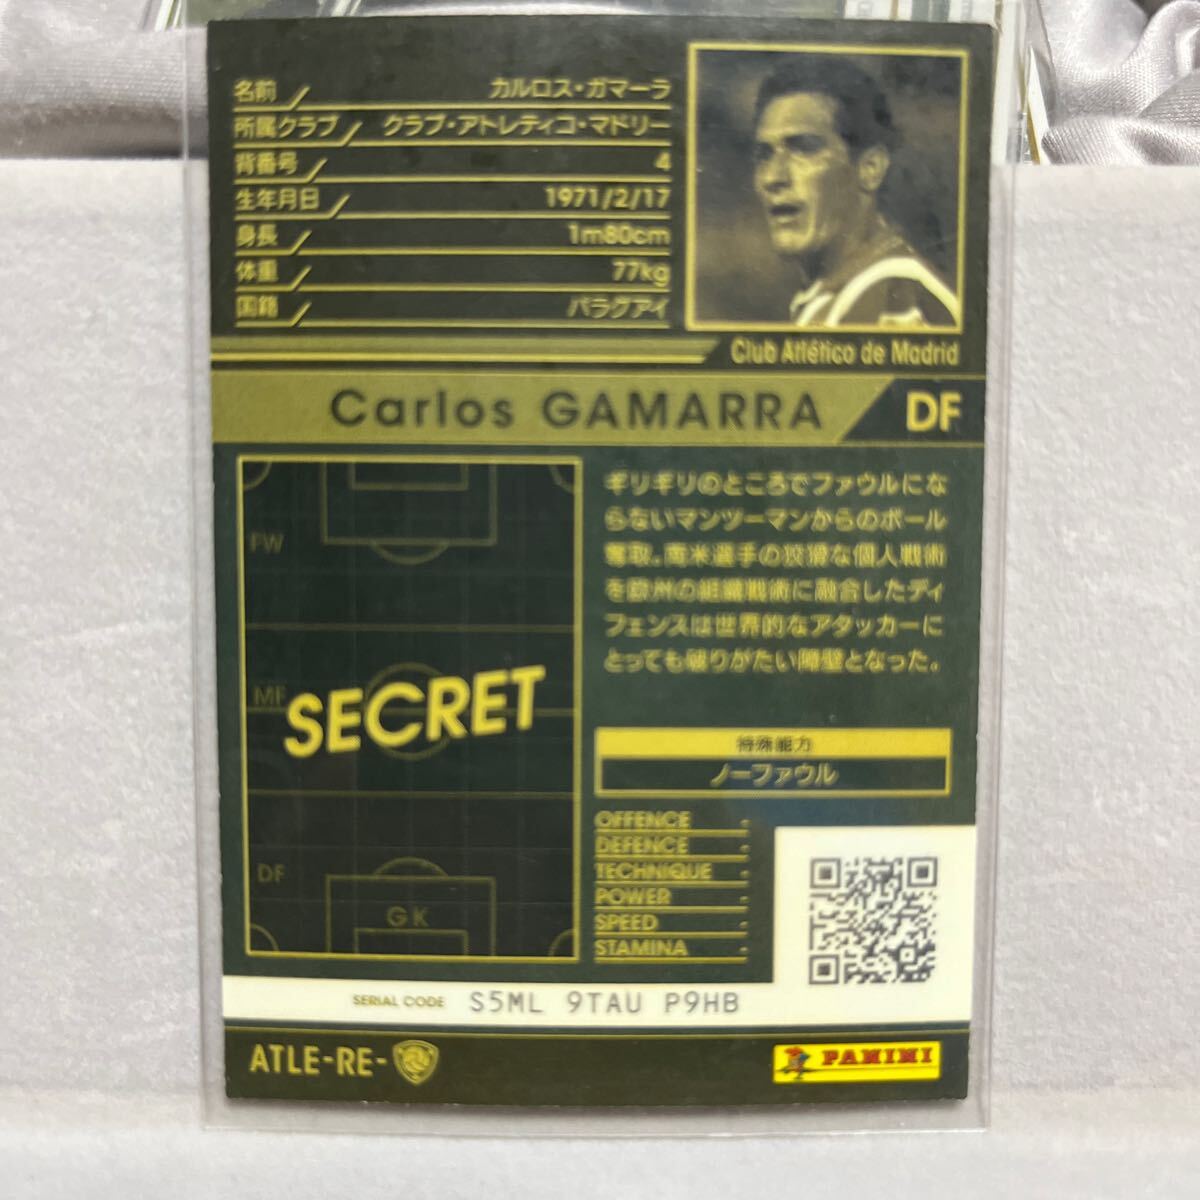 名前 カルロス・ガマーラ
所属クラブ クラブ・アトレティコ・マドリー
背番号 4
生年月日 1971/2/17
身長 1m80cm
体重 77kg
国籍 パラグアイ
Club Atlético de Madrid
Carlos GAMARRA DF
FW
MF
SECRET
DF
GK
ギリギリのところでファウルにな
らないマンツーマンからのボール
奪取。南米選手の狡猾な個人戦術
を欧州の組織戦術に融合したディ
フェンスは世界的なアタッカーに
とっても破りがたい障壁となった。
特殊能力
ノーファウル
OFFENCE -
DEFENCE -
TECHNIQUE -
POWER -
SPEED -
STAMINA -
SERIAL CODE S5ML 9TAU P9HB
ATLE-RE-
PANINI